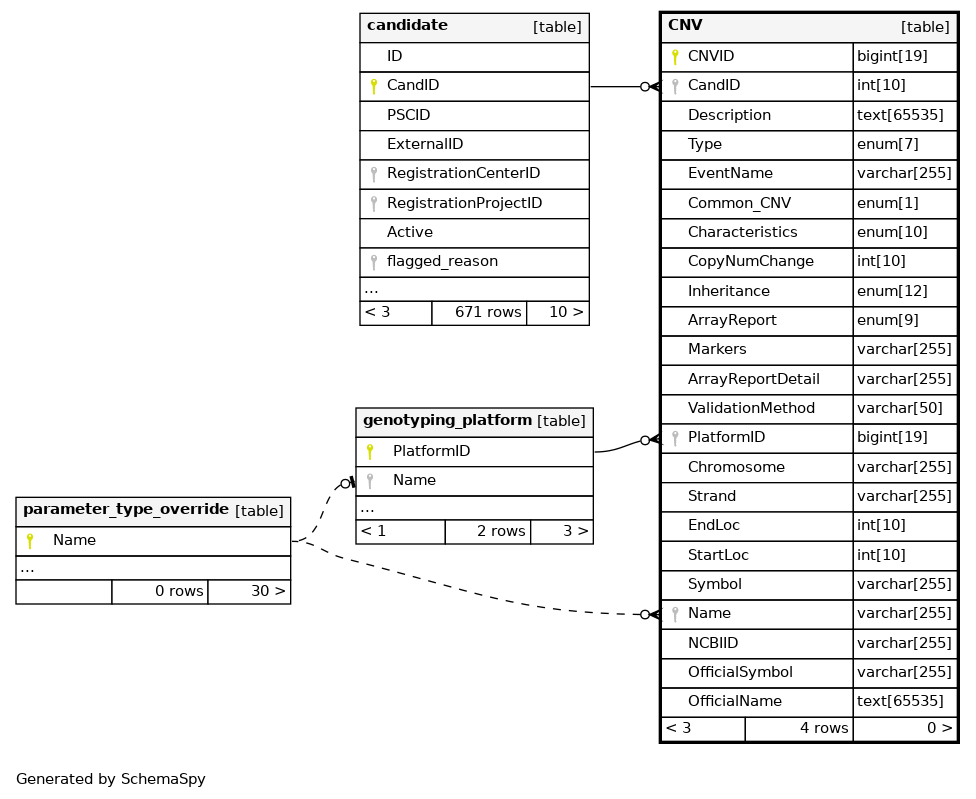 candidate [table]
ID
CandID
PSCID
ExternalID
RegistrationCenterID
RegistrationProjectID
Active
flagged_reason
...
< 3 671 rows 10 >
genotyping_platform [table]
PlatformID
Name
...
< 1 2 rows 3 >
parameter_type_override [table]
Name
...
0 rows 30 >
CNV [table]
CNVID bigint[19]
CandID int[10]
Description text[65535]
Type enum[7]
EventName varchar[255]
Common_CNV enum[1]
Characteristics enum[10]
CopyNumChange int[10]
Inheritance enum[12]
ArrayReport enum[9]
Markers varchar[255]
ArrayReportDetail varchar[255]
ValidationMethod varchar[50]
PlatformID bigint[19]
Chromosome varchar[255]
Strand varchar[255]
EndLoc int[10]
StartLoc int[10]
Symbol varchar[255]
Name varchar[255]
NCBIID varchar[255]
OfficialSymbol varchar[255]
OfficialName text[65535]
< 3 4 rows 0 >
Generated by SchemaSpy